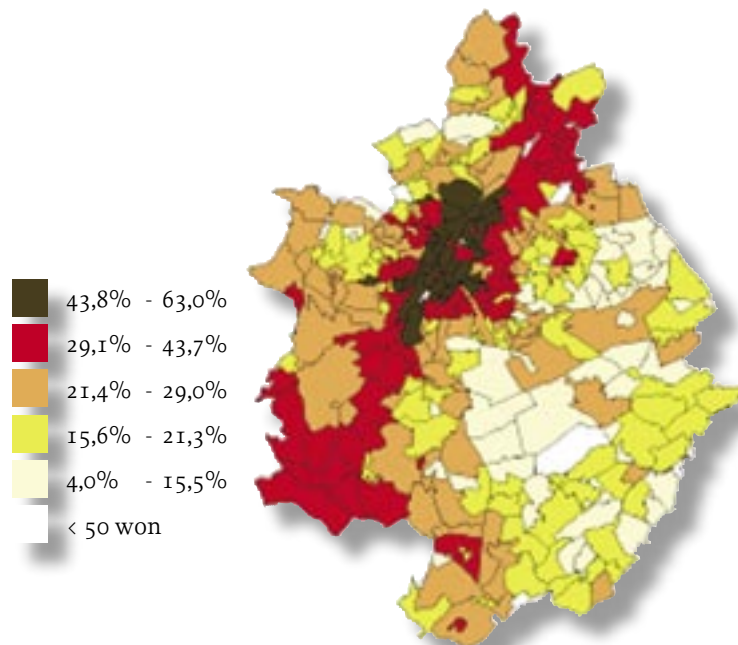 43,8% - 63,0%
29,1% - 43,7%
21,4% - 29,0%
15,6% - 21,3%
4,0% - 15,5%
< 50 won